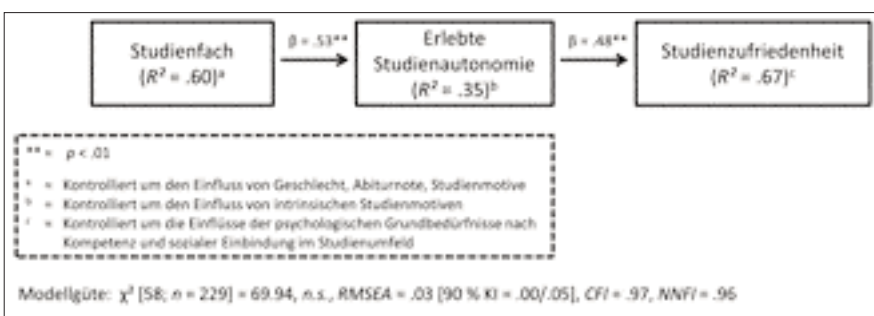 Studienfach
(R² = .60)ᵃ
β = .53**
Erlebte
Studienautonomie
(R² = .35)ᵇ
β = .48**
Studienzufriedenheit
(R² = .67)ᶜ
** = p < .01
ᵃ = Kontrolliert um den Einfluss von Geschlecht, Abiturnote, Studienmotive
ᵇ = Kontrolliert um den Einfluss von intrinsischen Studienmotiven
ᶜ = Kontrolliert um die Einflüsse der psychologischen Grundbedürfnisse nach
Kompetenz und sozialer Einbindung im Studienumfeld
Modellgüte: χ² [58; n = 229] = 69.94, n.s., RMSEA = .03 [90 % KI = .00/.05], CFI = .97, NNFI = .96